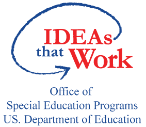 IDEAs
that Work
Office of
Special Education Programs
U.S. Department of Education